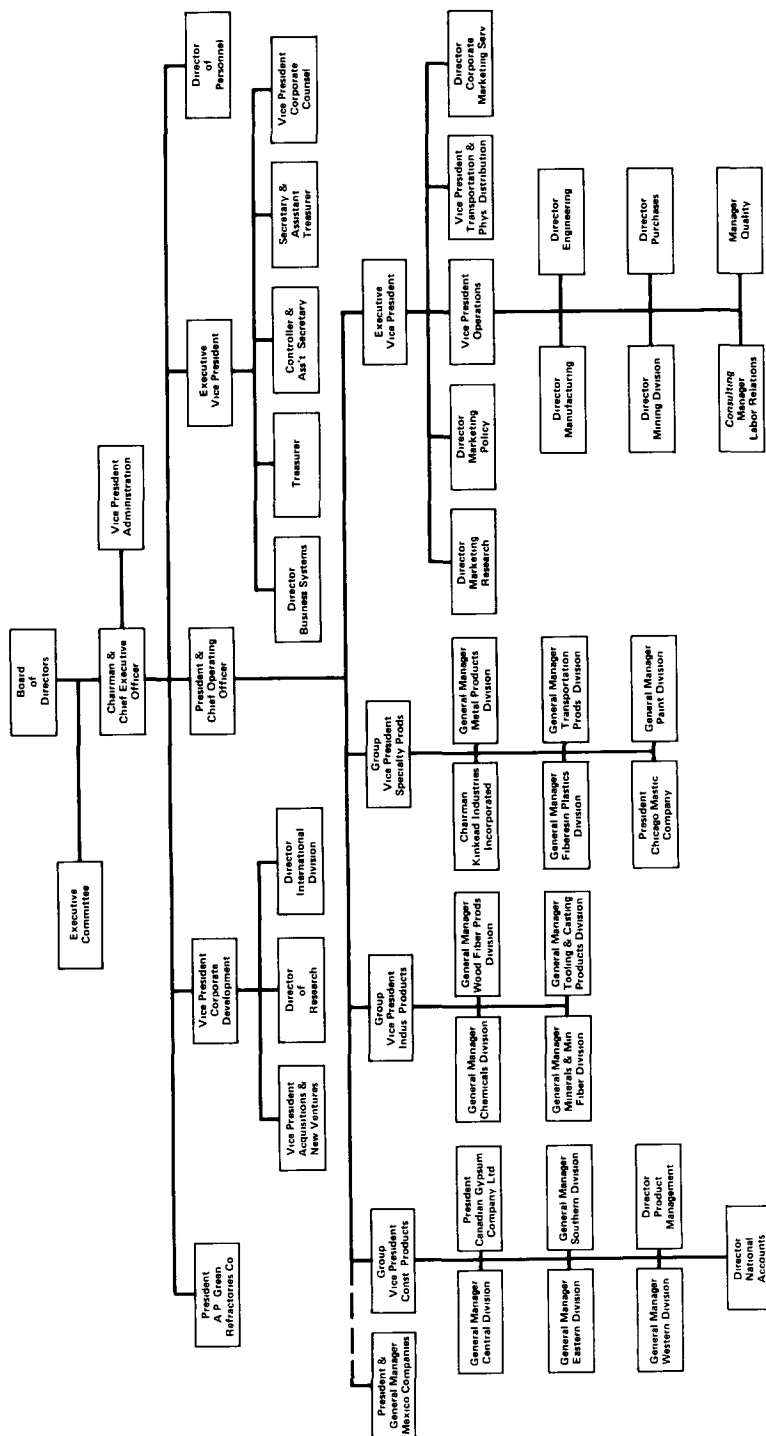 Board
of
Directors
Executive
Committee
Chairman &
Chief Executive
Officer
Vice President
Administration
President
A P Green
Refractories Co
Vice President
Corporate
Development
President &
Chief Operating
Officer
Executive
Vice President
Director
of
Personnel
Vice President
Acquisitions &
New Ventures
Director
of
Research
Director
International
Division
Director
Business Systems
Treasurer
Controller &
Ass't Secretary
Secretary &
Assistant
Treasurer
Vice President
Corporate
Counsel
President &
General Manager
Mexico Companies
Group
Vice President
Const Products
Group
Vice President
Indus Products
Group
Vice President
Specialty Prods
Executive
Vice President
General Manager
Central Division
President
Canadian Gypsum
Company Ltd
General Manager
Eastern Division
General Manager
Southern Division
General Manager
Western Division
Director
Product
Management
Director
National
Accounts
General Manager
Chemicals Division
General Manager
Wood Fiber Prods
Division
General Manager
Minerals & Min
Fiber Division
General Manager
Tooling & Casting
Products Division
Chairman
Kinkead Industries
Incorporated
General Manager
Metal Products
Division
General Manager
Fiberesin Plastics
Division
General Manager
Transportation
Prods Division
President
Chicago Mastic
Company
General Manager
Paint Division
Director
Marketing
Research
Director
Marketing
Policy
Vice President
Operations
Vice President
Transportation &
Phys Distribution
Director
Corporate
Marketing Serv
Director
Manufacturing
Director
Engineering
Director
Mining Division
Director
Purchases
Consulting
Manager
Labor Relations
Manager
Quality